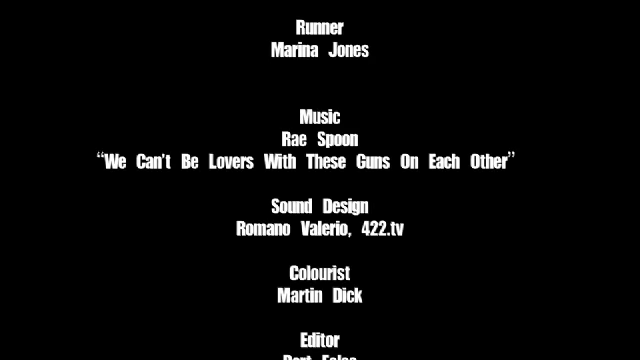 Runner
Marina Jones
Music
Rae Spoon
“We Can't Be Lovers With These Guns On Each Other”
Sound Design
Romano Valerio, 422.tv
Colourist
Martin Dick
Editor